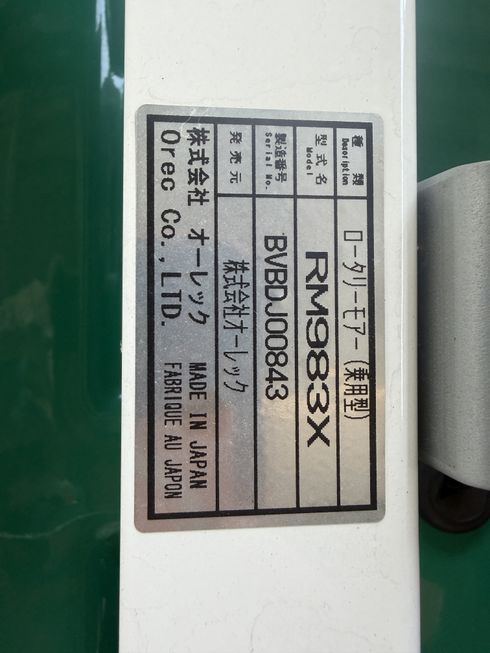 種類 Description ロータリーモアー(乗用型)
型式名 Model RM983X
製造番号 Serial No. BVBDJ00843
発売元 株式会社オーレック
株式会社 オーレック MADE IN JAPAN
Orec Co.,LTD. FABRIQUE AU JAPON